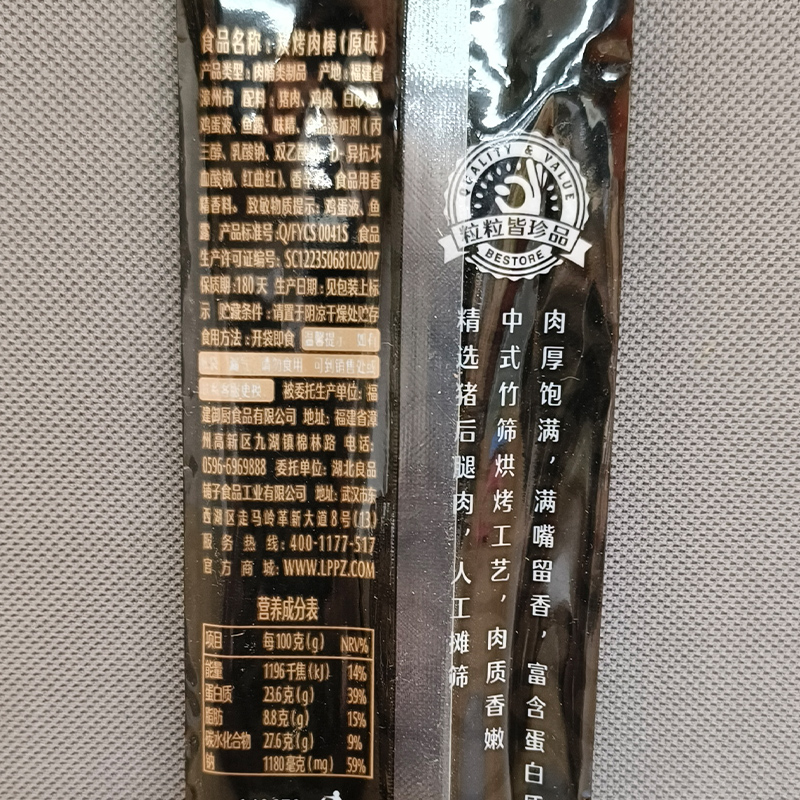 食品名称：炭烤肉棒（原味）
产品类型：肉脯类制品 产地：福建省
漳州市 配料：猪肉、鸡肉、白砂糖、
鸡蛋液、鱼露、味精、食品添加剂（丙
三醇、乳酸钠、双乙酸钠、D-异抗坏
血酸钠、红曲红）、香辛料、食品用香
精香料。 致敏物质提示：鸡蛋液、鱼
露 产品标准号：Q/FYCS 0041S 食品
生产许可证编号：SC12235068102007
保质期：180天 生产日期：见包装上标
示 贮藏条件：请置于阴凉干燥处贮存
食用方法：开袋即食 温馨提
请勿食用 可到销售处
被委托生产单位：福
建御厨食品有限公司 地址：福建省漳
州高新区九湖镇棉林路 电话：
0596-6969888 委托单位：湖北良品
铺子食品工业有限公司 地址：武汉市东
西湖区走马岭革新大道8号(13)
服务热线：400-1177-517
官方商城：WWW.LPPZ.COM
营养成分表
项目 每100克(g) NRV%
能量 1196千焦(kJ) 14%
蛋白质 23.6克(g) 39%
脂肪 8.8克(g) 15%
碳水化合物 27.6克(g) 9%
钠 1180毫克(mg) 59%
QUALITY & VALUE
粒粒皆珍品
BESTORE
肉厚饱满，满嘴留香，富含蛋白
中式竹筛烘烤工艺，肉质香嫩
精选猪后腿肉，人工摊筛